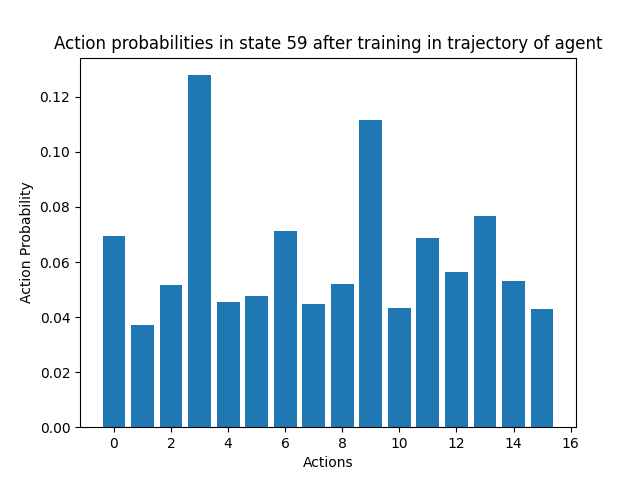 Action probabilities in state 59 after training in trajectory of agent
0.12
0.10
0.08
0.06
0.04
0.02
0.00
Action Probability
0 2 4 6 8 10 12 14 16
Actions